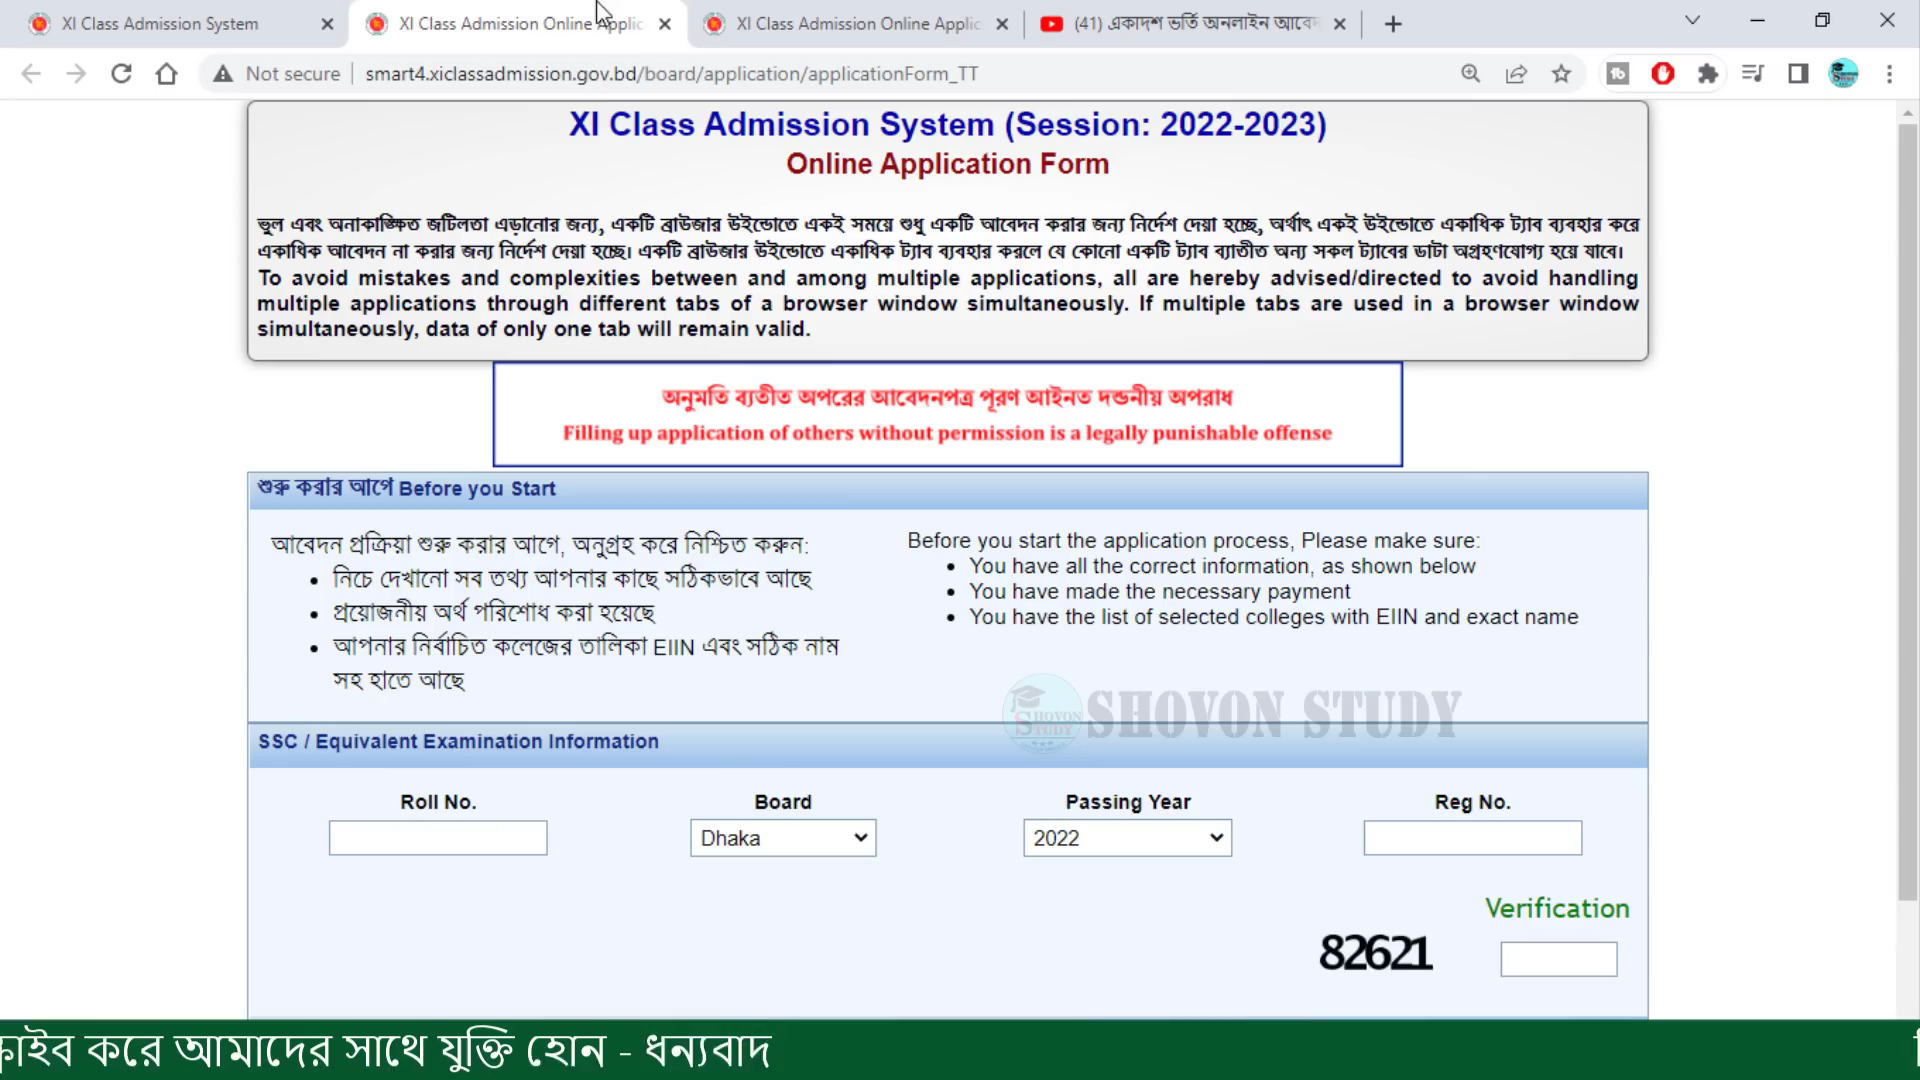 XI Class Admission System
XI Class Admission Online Applic
XI Class Admission Online Applic
(41) একাদশ ভর্তি অনলাইন আবেদ
Not secure
smart4.xiclassadmission.gov.bd/board/application/applicationForm_TT
XI Class Admission System (Session: 2022-2023)
Online Application Form
ভুল এবং অনাকাঙ্ক্ষিত জটিলতা এড়ানোর জন্য, একটি ব্রাউজার উইন্ডোতে একই সময়ে শুধু একটি আবেদন করার জন্য নির্দেশ দেয়া হচ্ছে, অর্থাৎ একই উইন্ডোতে একাধিক ট্যাব ব্যবহার করে
একাধিক আবেদন না করার জন্য নির্দেশ দেয়া হচ্ছে। একটি ব্রাউজার উইন্ডোতে একাধিক ট্যাব ব্যবহার করলে যে কোনো একটি ট্যাব ব্যাতীত অন্য সকল ট্যাবের ডাটা অগ্রহণযোগ্য হয়ে যাবে।
To avoid mistakes and complexities between and among multiple applications, all are hereby advised/directed to avoid handling
multiple applications through different tabs of a browser window simultaneously. If multiple tabs are used in a browser window
simultaneously, data of only one tab will remain valid.
অনুমতি ব্যতীত অপরের আবেদনপত্র পূরণ আইনত দন্ডনীয় অপরাধ
Filling up application of others without permission is a legally punishable offense
শুরু করার আগে Before you Start
আবেদন প্রক্রিয়া শুরু করার আগে, অনুগ্রহ করে নিশ্চিত করুন:
• নিচে দেখানো সব তথ্য আপনার কাছে সঠিকভাবে আছে
• প্রয়োজনীয় অর্থ পরিশোধ করা হয়েছে
• আপনার নির্বাচিত কলেজের তালিকা EIIN এবং সঠিক নাম
সহ হাতে আছে
Before you start the application process, Please make sure:
• You have all the correct information, as shown below
• You have made the necessary payment
• You have the list of selected colleges with EIIN and exact name
SHOVON STUDY
SHOVON STUDY
SSC / Equivalent Examination Information
Roll No.
Board
Passing Year
Reg No.
Dhaka
2022
Verification
82621
ক্রাইব করে আমাদের সাথে যুক্তি হোন - ধন্যবাদ